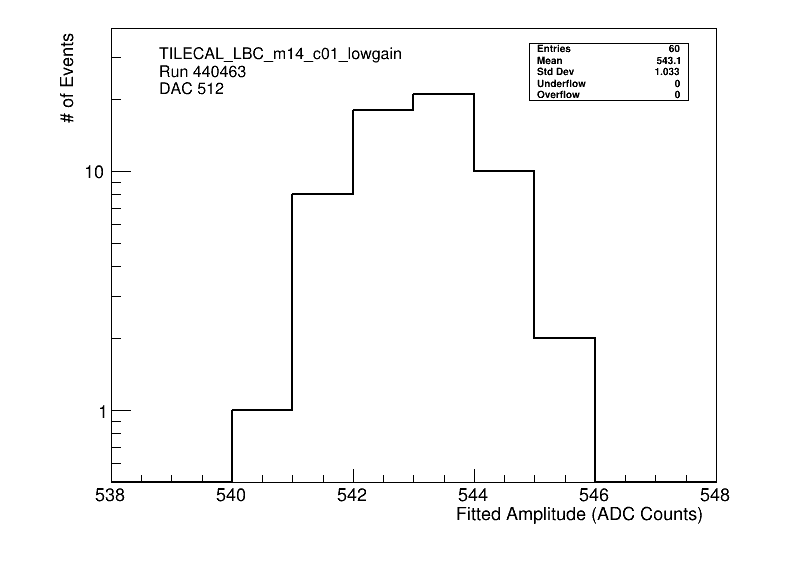 # of Events
TILECAL_LBC_m14_c01_lowgain
Run 440463
DAC 512
Entries 60
Mean 543.1
Std Dev 1.033
Underflow 0
Overflow 0
10
1
538 540 542 544 546 548
Fitted Amplitude (ADC Counts)